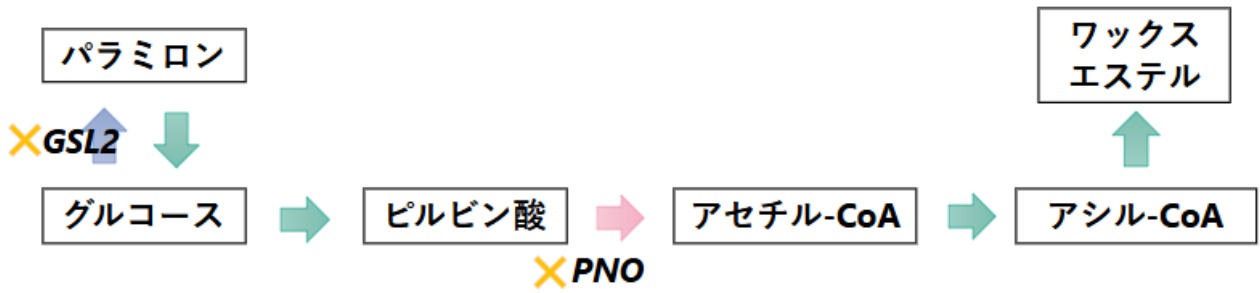 パラミロン
ワックス
エステル
GSL2
グルコース
ピルビン酸
アセチル-CoA
アシル-CoA
PNO